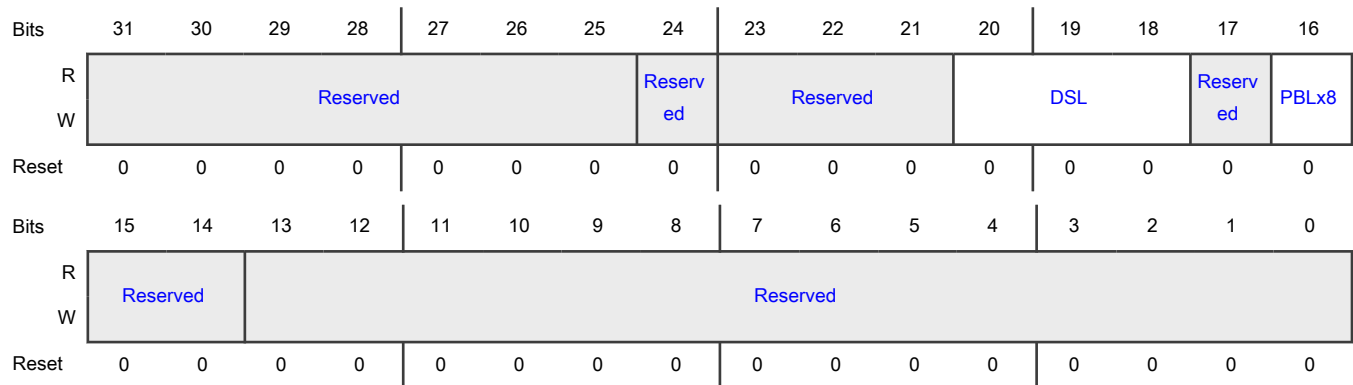 Bits 31 30 29 28 27 26 25 24 23 22 21 20 19 18 17 16
R
W
Reserved Reserv
ed Reserved DSL Reserv
ed PBLx8
Reset 0 0 0 0 0 0 0 0 0 0 0 0 0 0 0 0
Bits 15 14 13 12 11 10 9 8 7 6 5 4 3 2 1 0
R
W
Reserved Reserved
Reset 0 0 0 0 0 0 0 0 0 0 0 0 0 0 0 0